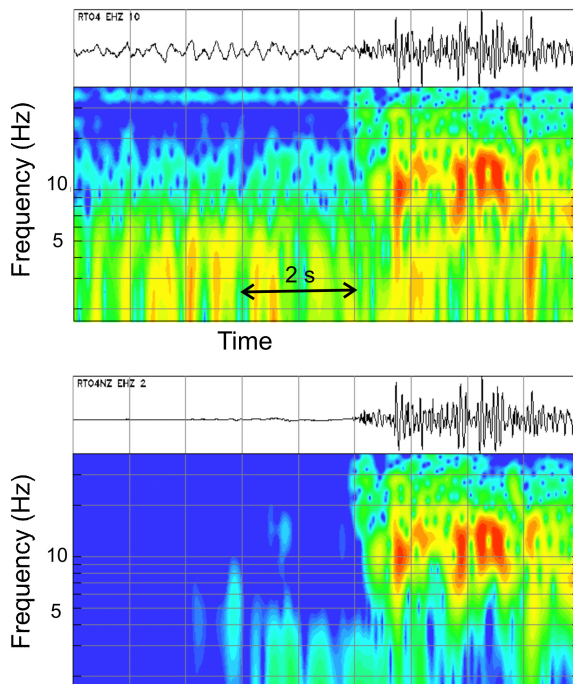 RT04 EHZ 10
Frequency (Hz)
10
5
2 s
Time
RT04NZ EHZ 2
Frequency (Hz)
10
5